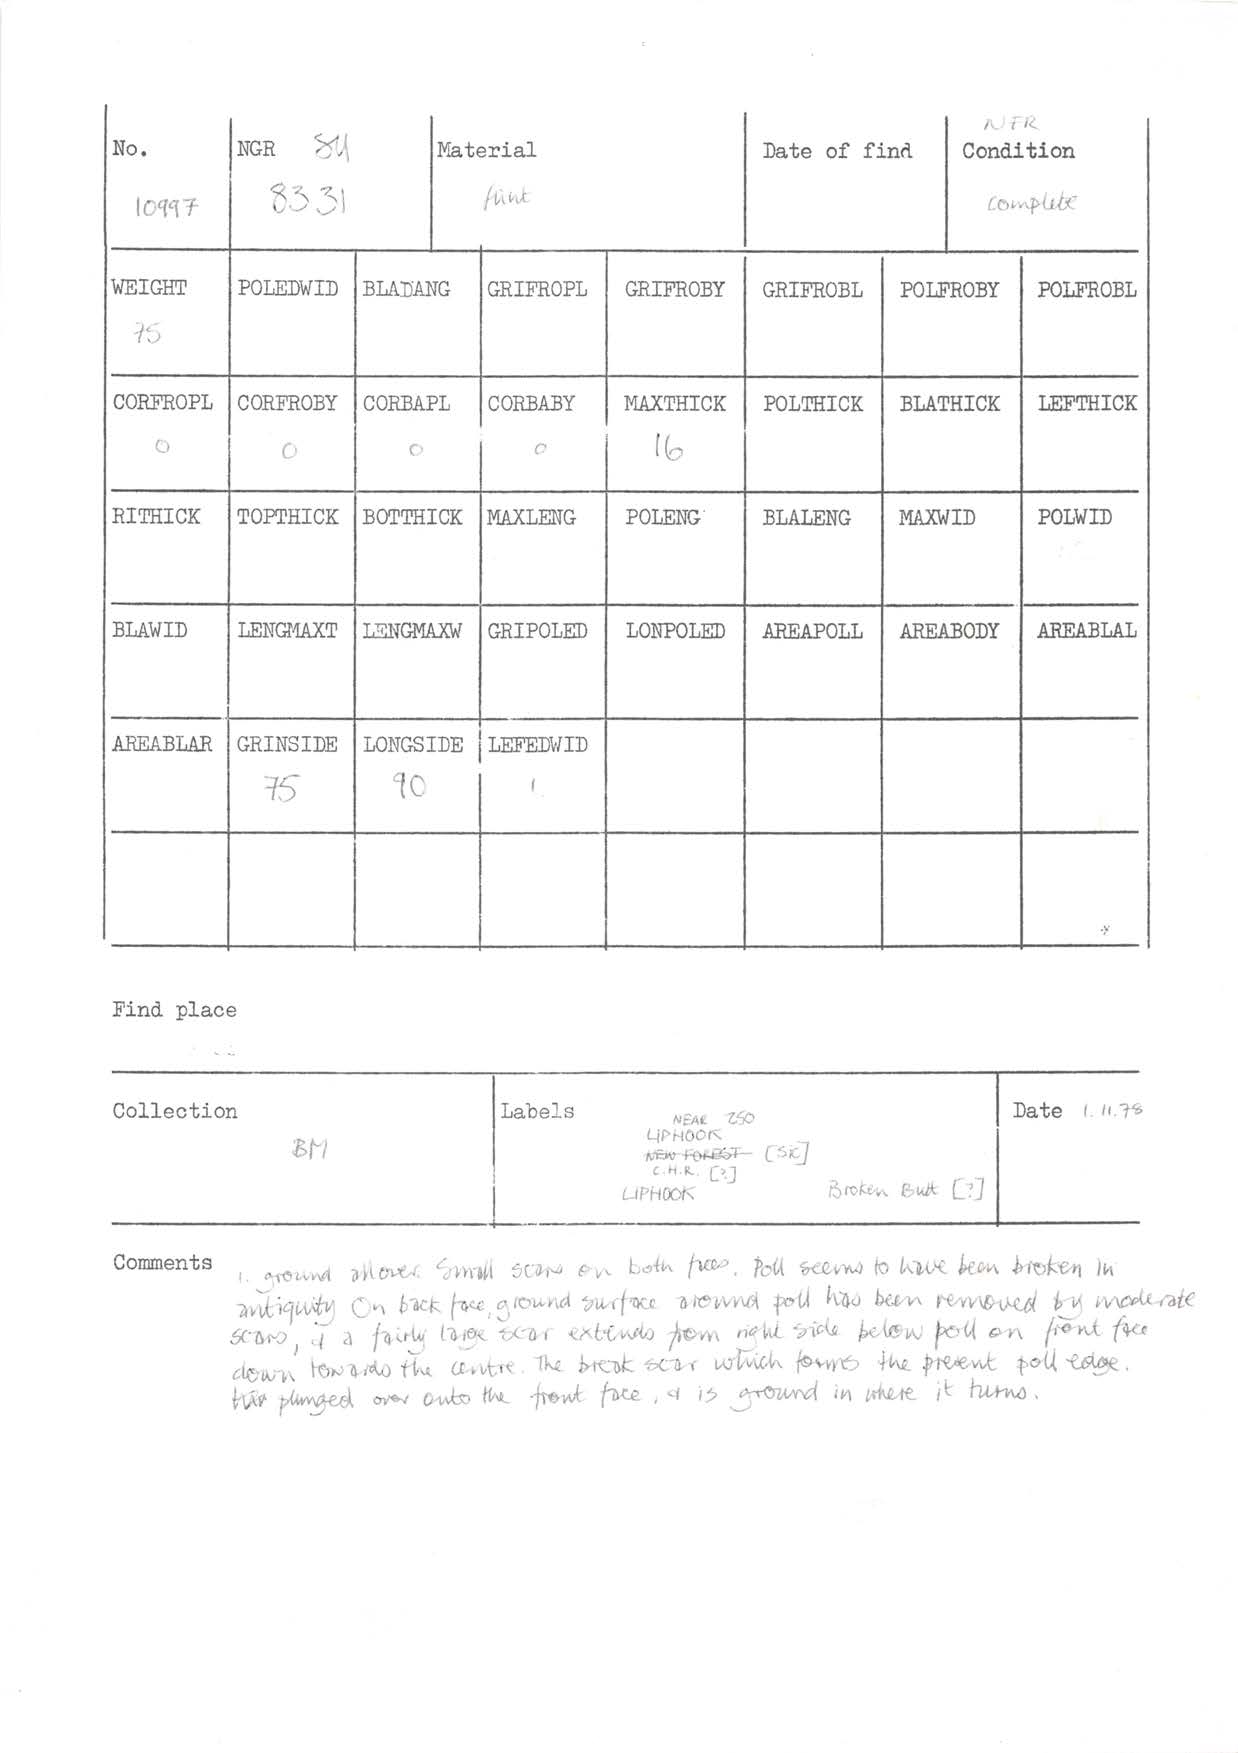 NFR
No. NGR SU Material Date of find Condition
10997 8331 flint complete
WEIGHT POLEDWID BLADANG GRIFROPL GRIFROBY GRIFROBL POLFROBY POLFROBL
75
CORFROPL CORFROBY CORBAPL CORBABY MAXTHICK POLTHICK BLATHICK LEFTHICK
0 0 0 0 16
RITHICK TOPTHICK BOTTHICK MAXLENG POLENG BLALENG MAXWID POLWID
BLAWID LENGMAXT LENGMAXW GRIPOLED LONPOLED AREAPOLL AREABODY AREABLAL
AREABLAR GRINSIDE LONGSIDE LEFEDWID
75 90 1
Find place
Collection Labels Date 1.11.78
BM
NEAR 250
LIPHOOK
NEW FOREST [SIC]
C.H.R. [?]
LIPHOOK Broken Butt [?]
Comments 1. ground all over. Small scars on both faces. Poll seems to have been broken in
antiquity On back face, ground surface around poll has been removed by moderate
scars, & a fairly large scar extends from right side below poll on front face
down towards the centre. The break scar which forms the present poll edge.
has plunged over onto the front face, & is ground in where it turns.